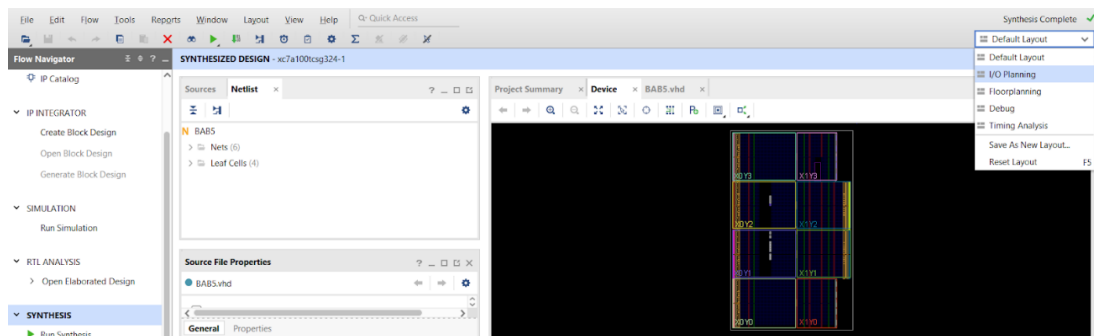 File Edit Flow Tools Reports Window Layout View Help Q- Quick Access Synthesis Complete
Default Layout
Flow Navigator
SYNTHESIZED DESIGN - xc7a100tcsg324-1
Default Layout
I/O Planning
Floorplanning
Debug
Timing Analysis
Save As New Layout...
Reset Layout F5
IP Catalog
IP INTEGRATOR
Create Block Design
Open Block Design
Generate Block Design
SIMULATION
Run Simulation
RTL ANALYSIS
Open Elaborated Design
SYNTHESIS
Run Synthesis
Sources Netlist ? _
N BAB5
Nets (6)
Leaf Cells (4)
Source File Properties ? _
BAB5.vhd
General Properties
Project Summary × Device × BAB5.vhd ×
X0Y3 X1Y3
X0Y2 X1Y2
X0Y1 X1Y1
X0Y0 X1Y0